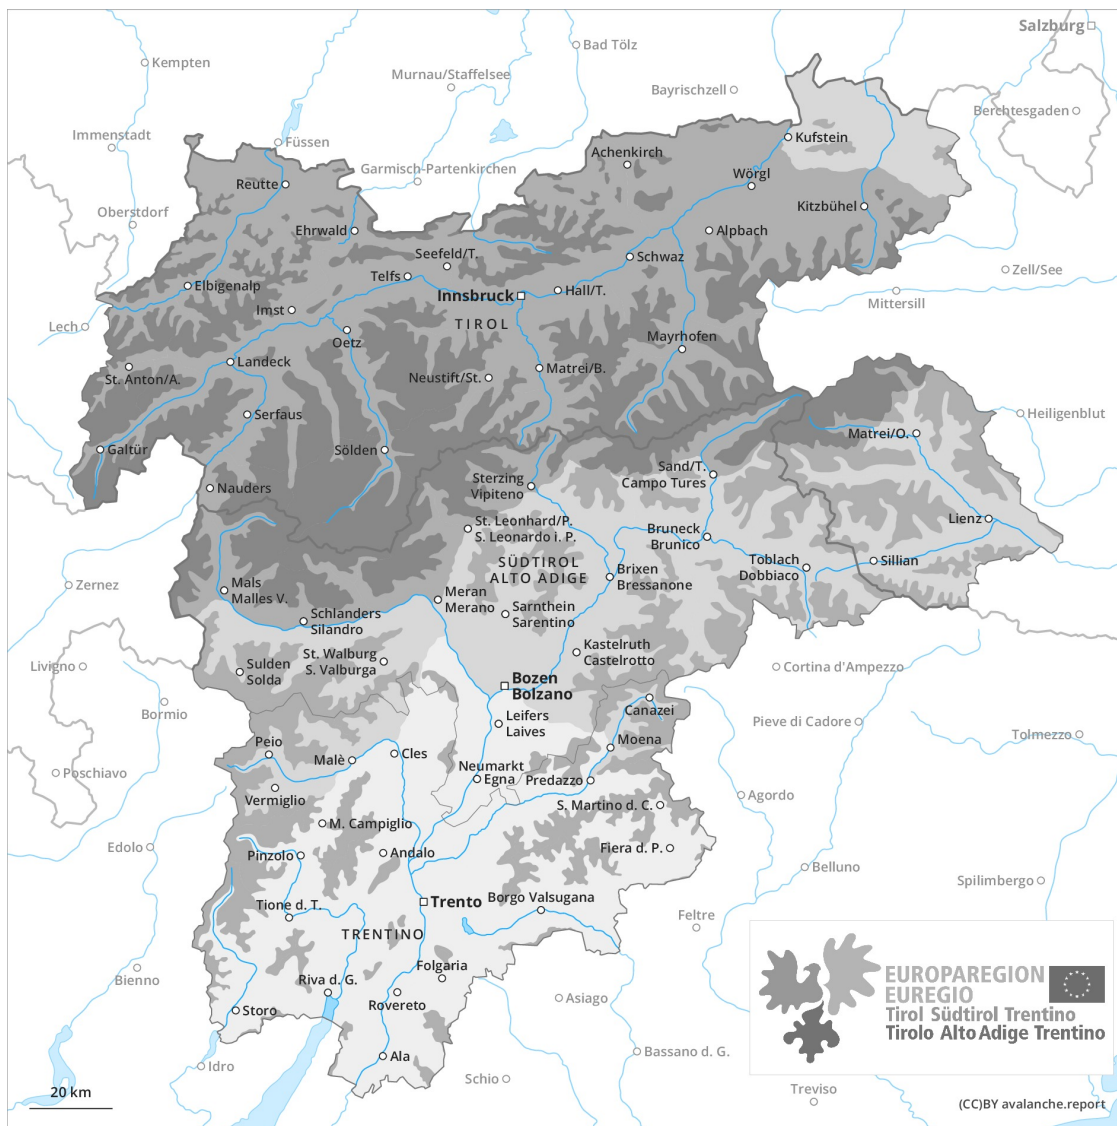 Salzburg
Bad Tölz
Kempten
Murnau/Staffelsee
Bayrischzell
Berchtesgaden
Immenstadt
Füssen
Kufstein
Achenkirch
Garmisch-Partenkirchen
Wörgl
Reutte
Kitzbühel
Oberstdorf
Ehrwald
Alpbach
Seefeld/T.
Schwaz
Telfs
Zell/See
Elbigenalp
Hall/T.
Innsbruck
Mittersill
Imst
TIROL
Lech
Oetz
Mayrhofen
Landeck
Matrei/B.
St. Anton/A.
Neustift/St.
Serfaus
Heiligenblut
Matrei/O.
Galtür
Sölden
Sand/T.
Campo Tures
Sterzing
Vipiteno
Nauders
Lienz
St. Leonhard/P.
S. Leonardo i. P.
Bruneck
Brunico
SÜDTIROL
ALTO ADIGE
Toblach
Dobbiaco
Sillian
Brixen
Bressanone
Zernez
Mals
Malles V.
Meran
Merano
Sarnthein
Sarentino
Schlanders
Silandro
Kastelruth
Castelrotto
St. Walburg
S. Valburga
Livigno
Sulden
Solda
Cortina d'Ampezzo
Bozen
Bolzano
Bormio
Canazei
Leifers
Laives
Pieve di Cadore
Tolmezzo
Peio
Moena
Cles
Malè
Neumarkt
Egna
Predazzo
Poschiavo
Vermiglio
Agordo
S. Martino d. C.
M. Campiglio
Edolo
Pinzolo
Andalo
Fiera d. P.
Belluno
Spilimbergo
Trento
Borgo Valsugana
Tione d. T.
Feltre
TRENTINO
Bienno
Folgaria
Riva d. G.
Rovereto
Asiago
Storo
EUROPAREGION
EUREGIO
Tirol Südtirol Trentino
Tirolo Alto Adige Trentino
Ala
Bassano d. G.
Idro
Schio
Treviso
20 km
(CC)BY avalanche.report